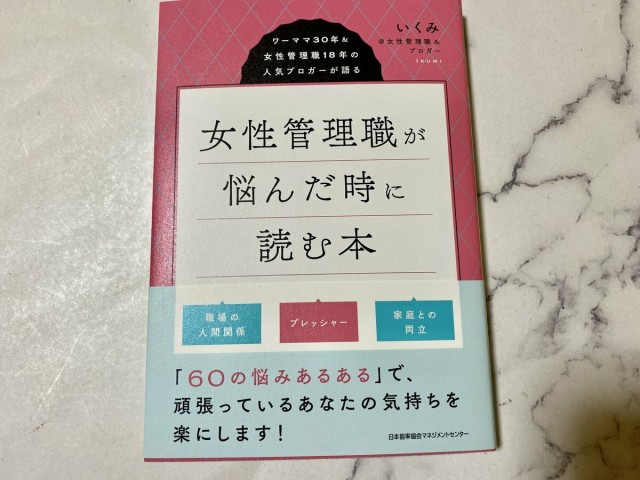 ワーママ30年&
女性管理職18年の
人気ブロガーが語る
いくみ
@女性管理職&
ブロガー
IKUMI
女性管理職が
悩んだ時に
読む本
職場の
人間関係
プレッシャー
家庭との
両立
「60の悩みあるある」で、
頑張っているあなたの気持ちを
楽にします!
日本能率協会マネジメントセンター